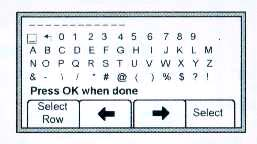 _ _ _ _ _ _ _ _ _ _ _ _
← 0 1 2 3 4 5 6 7 8 9 .
A B C D E F G H I J K L M
N O P Q R S T U V W X Y Z
& - \ / " # @ ( ) % $ ? !
Press OK when done
Select Row ← → Select